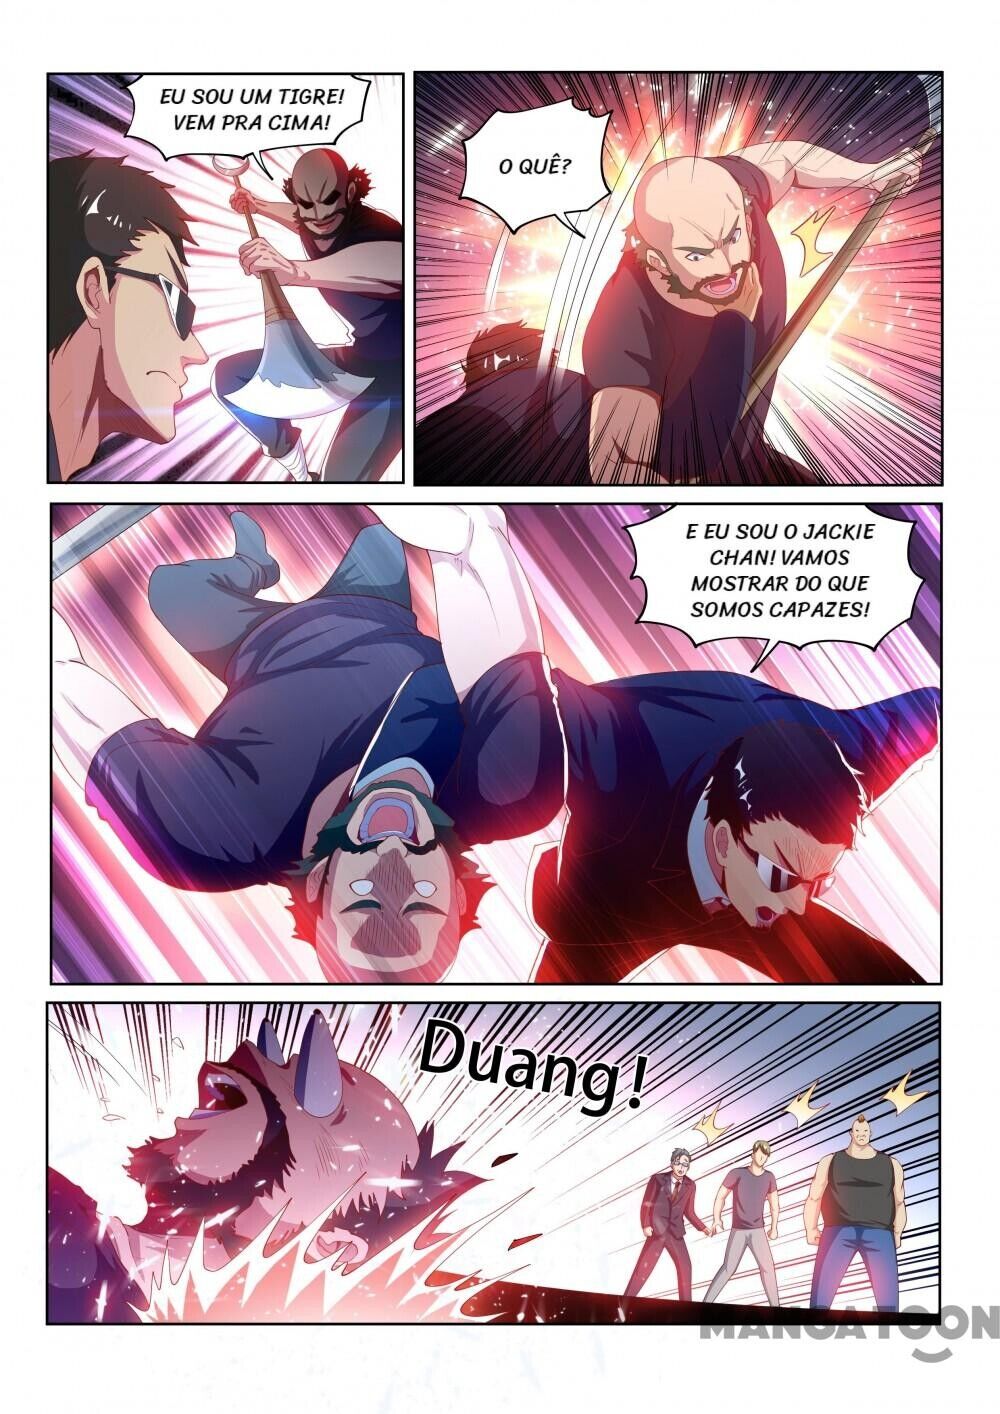 EU SOU UM TIGRE!
VEM PRA CIMA!
O QUÊ?
E EU SOU O JACKIE
CHAN! VAMOS
MOSTRAR DO QUE
SOMOS CAPAZES!
Duang!
MANGATOON